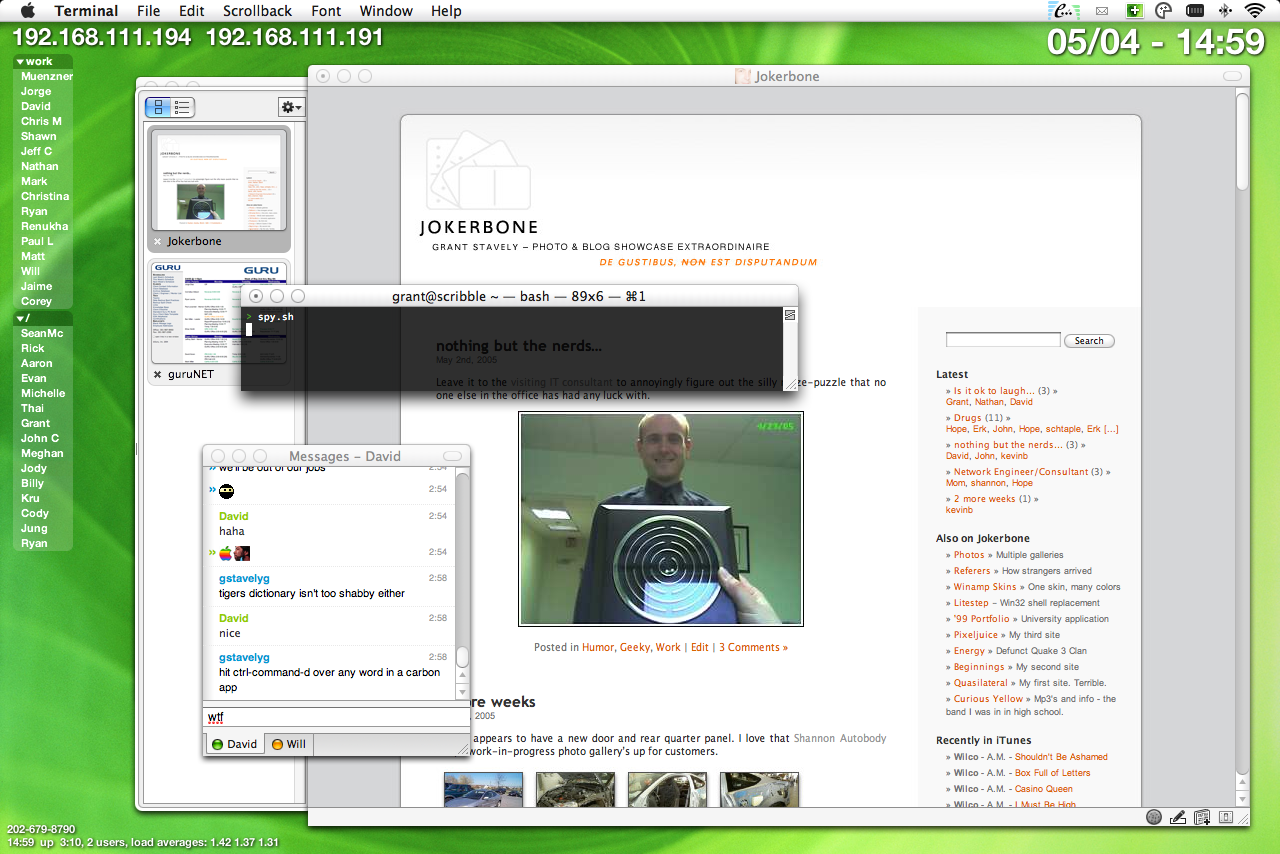 Terminal File Edit Scrollback Font Window Help
192.168.111.194 192.168.111.191
05/04 - 14:59
work
Muenzner
Jorge
David
Chris M
Shawn
Jeff C
Nathan
Mark
Christina
Ryan
Renukha
Paul L
Matt
Will
Jaime
Corey
/
SeanMc
Rick
Aaron
Evan
Michelle
Thai
Grant
John C
Meghan
Jody
Billy
Kru
Cody
Jung
Ryan
Jokerbone
GURU GURU
guruNET
Jokerbone
JOKERBONE
GRANT STAVELY – PHOTO & BLOG SHOWCASE EXTRAORDINAIRE
DE GUSTIBUS, NON EST DISPUTANDUM
grant@scribble ~ — bash — 89x6 — ⌘1
> spy.sh
nothing but the nerds...
May 2nd, 2005
Leave it to the visiting IT consultant to annoyingly figure out the silly ze-puzzle that no
one else in the office has had any luck with.
4/23/05
Posted in Humor, Geeky, Work | Edit | 3 Comments »
re weeks
, 2005
appears to have a new door and rear quarter panel. I love that Shannon Autobody
work-in-progress photo gallery's up for customers.
Search
Latest
» Is it ok to laugh... (3) »
Grant, Nathan, David
» Drugs (11) »
Hope, Erk, John, Hope, schtaple, Erk [...]
» nothing but the nerds... (3) »
David, John, kevinb
» Network Engineer/Consultant (3) »
Mom, shannon, Hope
» 2 more weeks (1) »
kevinb
Also on Jokerbone
» Photos » Multiple galleries
» Referers » How strangers arrived
» Winamp Skins » One skin, many colors
» Litestep – Win32 shell replacement
» '99 Portfolio » University application
» Pixeljuice » My third site
» Energy » Defunct Quake 3 Clan
» Beginnings » My second site
» Quasilateral » My first site. Terrible.
» Curious Yellow » Mp3's and info - the
band I was in in high school.
Recently in iTunes
» Wilco - A.M. - Shouldn't Be Ashamed
» Wilco - A.M. - Box Full of Letters
» Wilco - A.M. - Casino Queen
» Wilco - A.M. - I Must Be High
Messages – David
we'll be out of our jobs 2:54
» 2:54
David 2:54
haha
» 2:54
gstavelyg 2:58
tigers dictionary isn't too shabby either
David 2:58
nice
gstavelyg 2:58
hit ctrl-command-d over any word in a carbon
app
wtf
David Will
202-679-8790
14:59 up 3:10, 2 users, load averages: 1.42 1.37 1.31